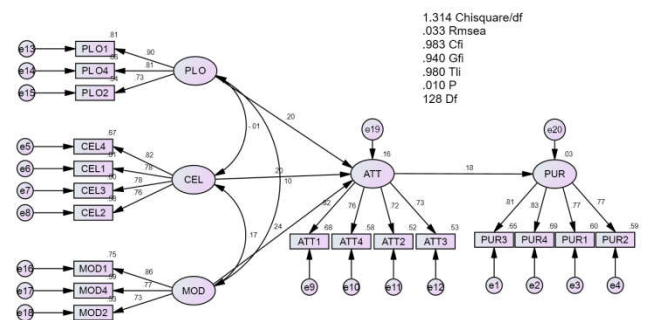 1.314 Chisquare/df
.033 Rmsea
.983 Cfi
.940 Gfi
.980 Tli
.010 P
128 Df
.81
e13 PLO1 .90
e14 PLO4 .81 PLO
e15 PLO2 .73
-.01
.20
.67
e5 CEL4 .82
e6 CEL1 .78
e7 CEL3 .78 CEL
e8 CEL2 .76
.20
.10
.24
.17
.75
e16 MOD1 .86
e17 MOD4 .77 MOD
e18 MOD2 .73
e19
.16
ATT
.18
.82 .76 .72 .73
.68 .58 .52 .53
ATT1 ATT4 ATT2 ATT3
e9 e10 e11 e12
e20
.03
PUR
.81 .83 .77 .77
.55 .69 .60 .59
PUR3 PUR4 PUR1 PUR2
e1 e2 e3 e4